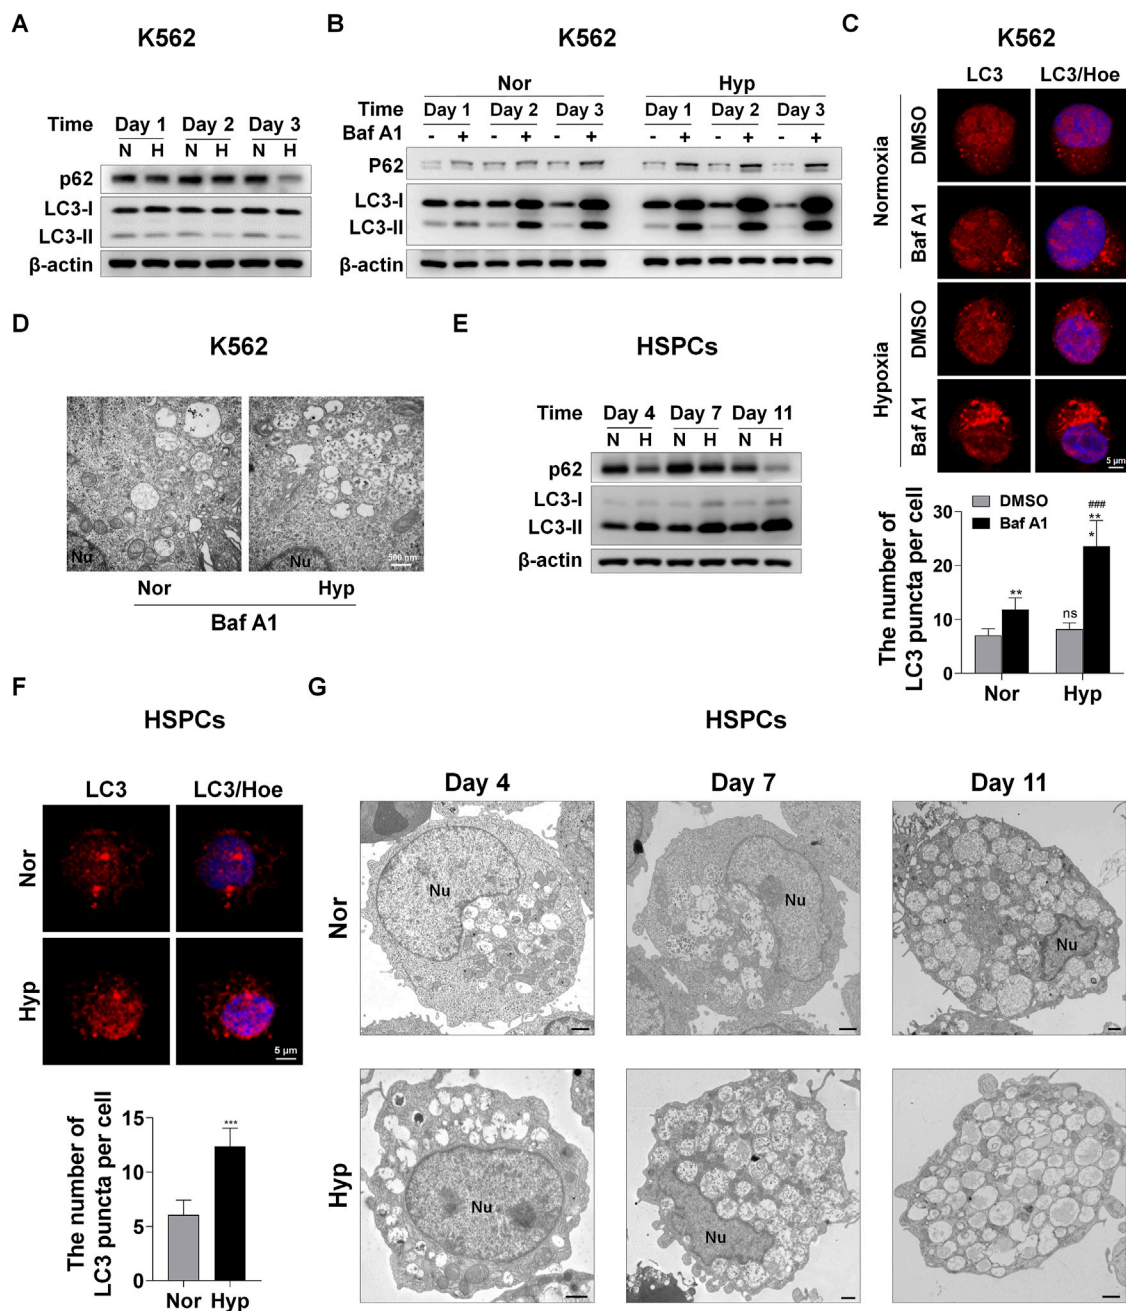 A
K562
Time Day 1 Day 2 Day 3
N H N H N H
p62
LC3-I
LC3-II
β-actin
B
K562
Nor Hyp
Time Day 1 Day 2 Day 3 Day 1 Day 2 Day 3
Baf A1 - + - + - + - + - + - +
P62
LC3-I
LC3-II
β-actin
C
K562
LC3 LC3/Hoe
Normoxia
DMSO
Baf A1
Hypoxia
DMSO
Baf A1
5 μm
DMSO
Baf A1
The number of
LC3 puncta per cell
30
20
10
0
**
ns
###
**
*
Nor Hyp
D
K562
Nu Nu
500 nm
Nor Hyp
Baf A1
E
HSPCs
Time Day 4 Day 7 Day 11
N H N H N H
p62
LC3-I
LC3-II
β-actin
F
HSPCs
LC3 LC3/Hoe
Nor
Hyp
5 μm
The number of
LC3 puncta per cell
15
10
5
0
***
Nor Hyp
G
HSPCs
Day 4 Day 7 Day 11
Nor
Nu Nu Nu
Hyp
Nu Nu